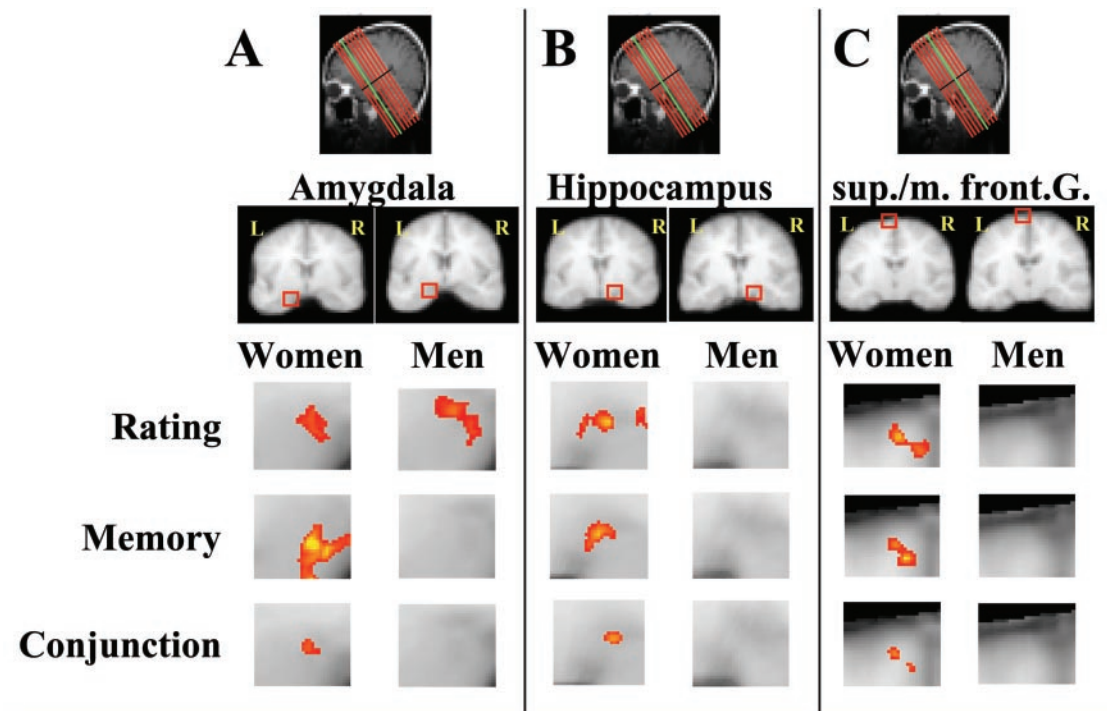 A B C
Amygdala Hippocampus sup./m. front.G.
L R L R L R L R L R L R
Women Men Women Men Women Men
Rating
Memory
Conjunction